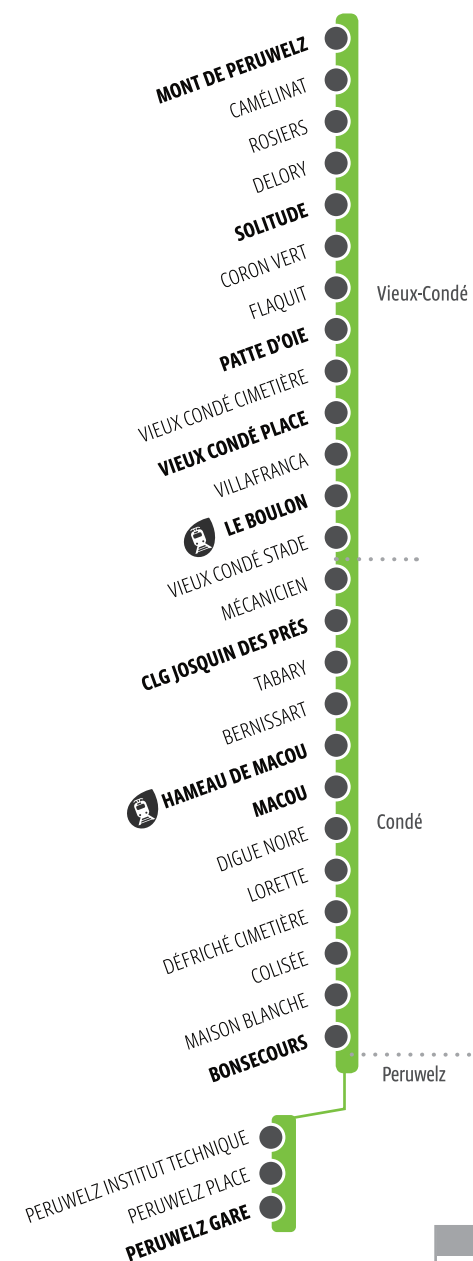 MONT DE PERUWELZ
CAMÉLINAT
ROSIERS
DELORY
SOLITUDE
CORON VERT
FLAQUIT
Vieux-Condé
PATTE D'OIE
VIEUX CONDÉ CIMETIÈRE
VIEUX CONDÉ PLACE
VILLAFRANCA
LE BOULON
VIEUX CONDÉ STADE
MÉCANICIEN
CLG JOSQUIN DES PRÉS
TABARY
BERNISSART
HAMEAU DE MACOU
MACOU
Condé
DIGUE NOIRE
LORETTE
DÉFRICHÉ CIMETIÈRE
COLISÉE
MAISON BLANCHE
BONSECOURS
Peruwelz
PERUWELZ INSTITUT TECHNIQUE
PERUWELZ PLACE
PERUWELZ GARE